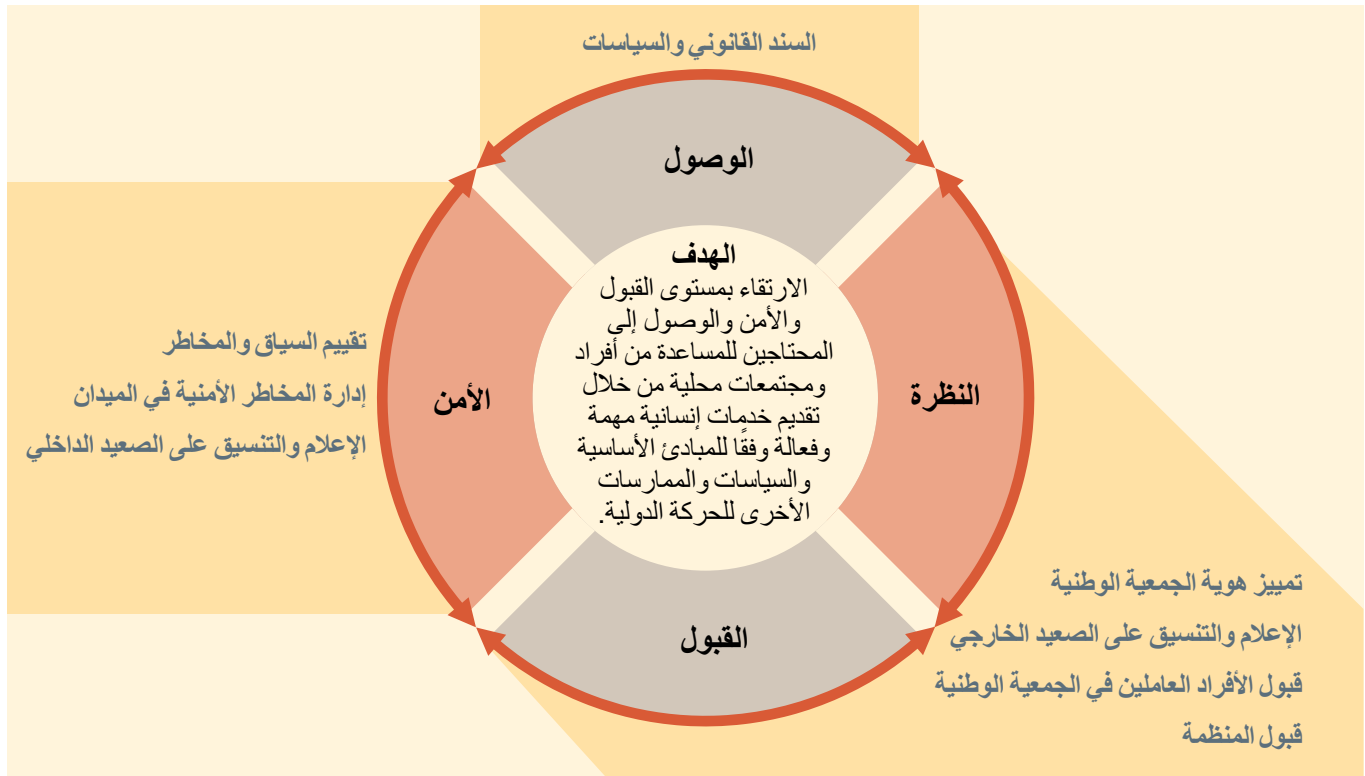 السند القانوني والسياسات
الوصول
الهدف
الارتقاء بمستوى القبول
والأمن والوصول إلى
المحتاجين للمساعدة من أفراد
ومجتمعات محلية من خلال
تقديم خدمات إنسانية مهمة
وفعالة وفقًا للمبادئ الأساسية
والسياسات والممارسات
الأخرى للحركة الدولية.
النظرة
الأمن
تقييم السياق والمخاطر
إدارة المخاطر الأمنية في الميدان
الإعلام والتنسيق على الصعيد الداخلي
القبول
تمييز هوية الجمعية الوطنية
الإعلام والتنسيق على الصعيد الخارجي
قبول الأفراد العاملين في الجمعية الوطنية
قبول المنظمة